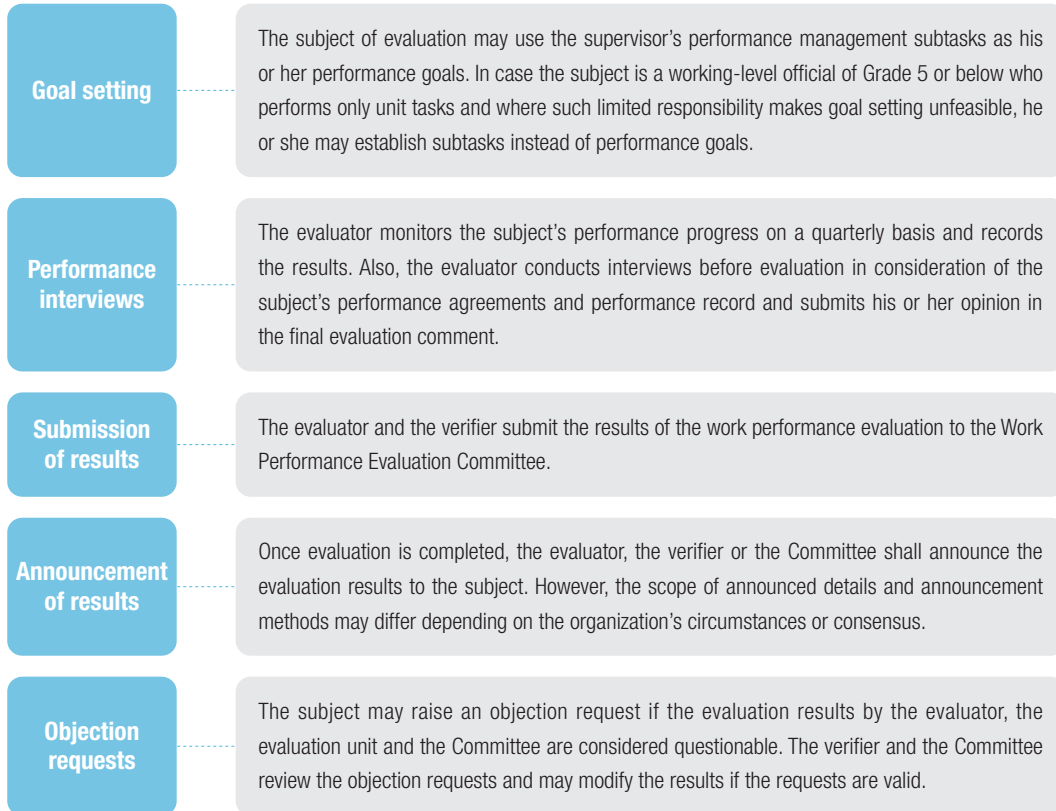 Goal setting
The subject of evaluation may use the supervisor’s performance management subtasks as his
or her performance goals. In case the subject is a working-level official of Grade 5 or below who
performs only unit tasks and where such limited responsibility makes goal setting unfeasible, he
or she may establish subtasks instead of performance goals.
Performance
interviews
The evaluator monitors the subject’s performance progress on a quarterly basis and records
the results. Also, the evaluator conducts interviews before evaluation in consideration of the
subject’s performance agreements and performance record and submits his or her opinion in
the final evaluation comment.
Submission
of results
The evaluator and the verifier submit the results of the work performance evaluation to the Work
Performance Evaluation Committee.
Announcement
of results
Once evaluation is completed, the evaluator, the verifier or the Committee shall announce the
evaluation results to the subject. However, the scope of announced details and announcement
methods may differ depending on the organization’s circumstances or consensus.
Objection
requests
The subject may raise an objection request if the evaluation results by the evaluator, the
evaluation unit and the Committee are considered questionable. The verifier and the Committee
review the objection requests and may modify the results if the requests are valid.